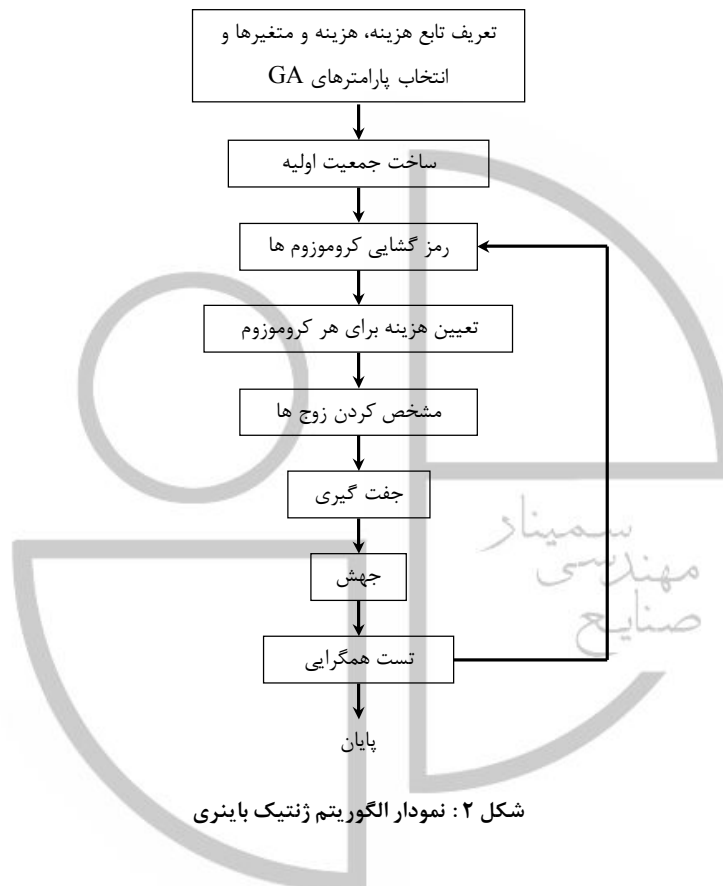 تعریف تابع هزینه، هزینه و متغیرها و
انتخاب پارامترهای GA
ساخت جمعیت اولیه
رمز گشایی کروموزوم ها
تعیین هزینه برای هر کروموزوم
مشخص کردن زوج ها
جفت گیری
سمینار
مهندسی
صنایع
جهش
تست همگرایی
پایان
شکل ۲ : نمودار الگوریتم ژنتیک باینری